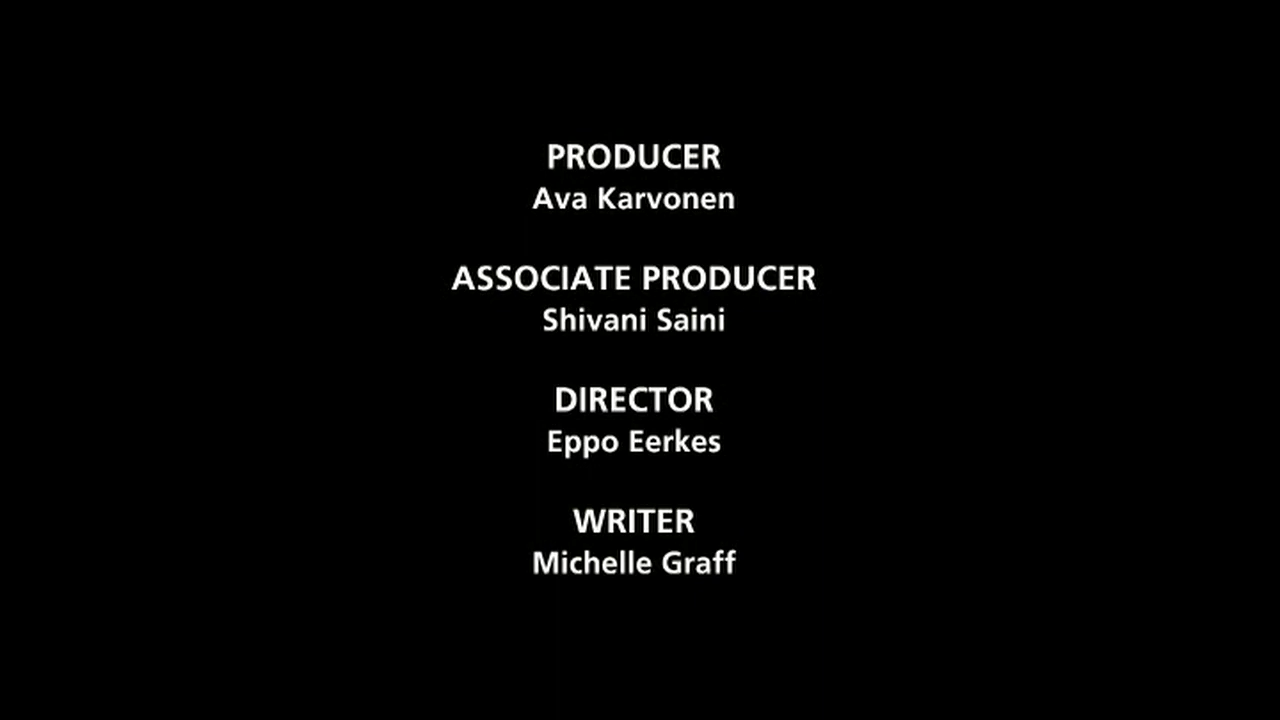 PRODUCER
Ava Karvonen
ASSOCIATE PRODUCER
Shivani Saini
DIRECTOR
Eppo Eerkes
WRITER
Michelle Graff